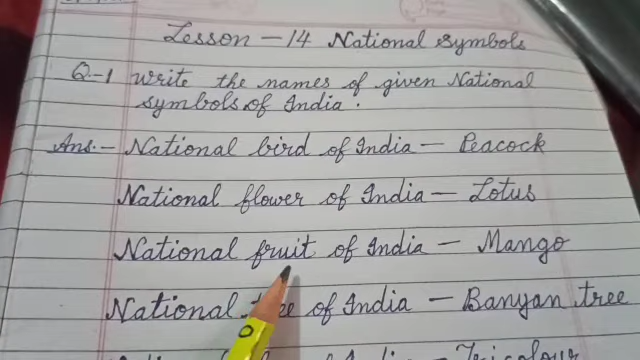 Lesson - 14 National symbols
Q-1 write the names of given National
symbols of India.
Ans.- National bird of India - Peacock
National flower of India - Lotus
National fruit of India - Mango
National of India - Banyan tree
Tricolour